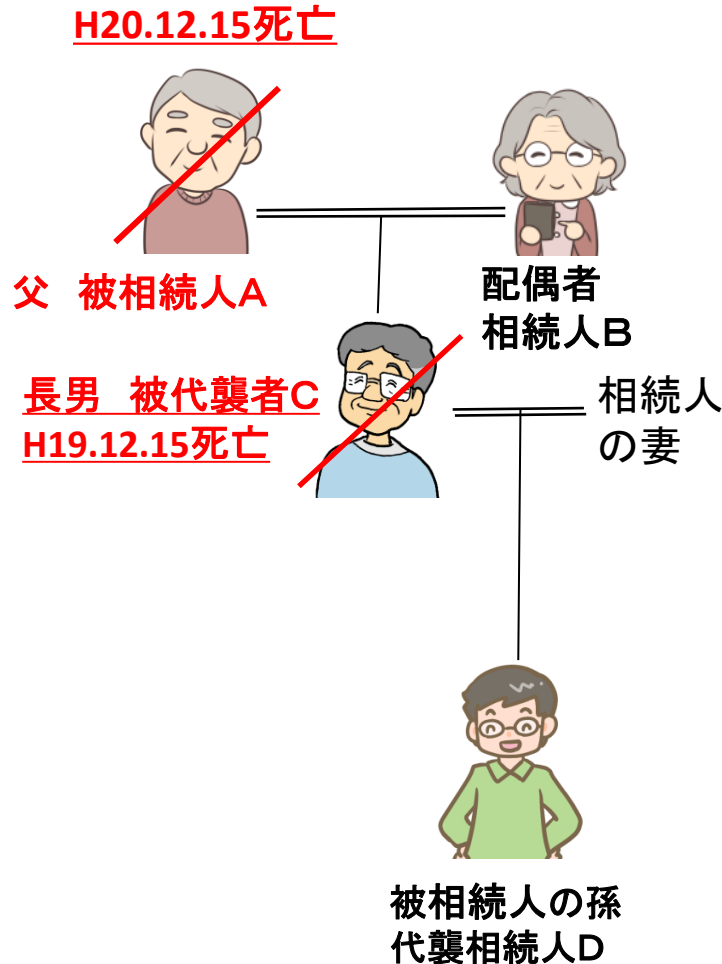 H20.12.15死亡
父　被相続人A
配偶者
相続人B
長男　被代襲者C
H19.12.15死亡
相続人
の妻
被相続人の孫
代襲相続人D